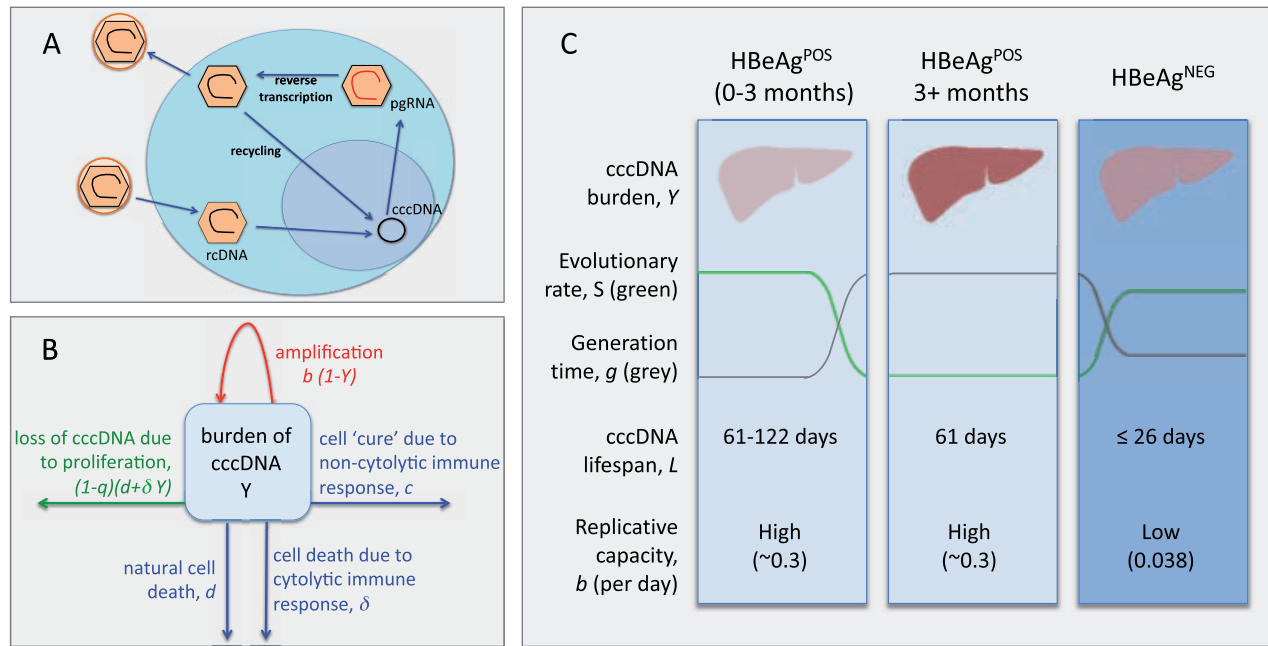 A
reverse
transcription
pgRNA
recycling
cccDNA
rcDNA
B
amplification
b (1-Y)
loss of cccDNA due
to proliferation,
(1-q)(d+δ Y)
burden of
cccDNA
Y
cell ‘cure’ due to
non-cytolytic immune
response, c
natural cell
death, d
cell death due to
cytolytic immune
response, δ
C
HBeAgPOS
(0-3 months)
HBeAgPOS
3+ months
HBeAgNEG
cccDNA
burden, Y
Evolutionary
rate, S (green)
Generation
time, g (grey)
cccDNA
lifespan, L
61-122 days
61 days
≤ 26 days
Replicative
capacity,
b (per day)
High
(~0.3)
High
(~0.3)
Low
(0.038)